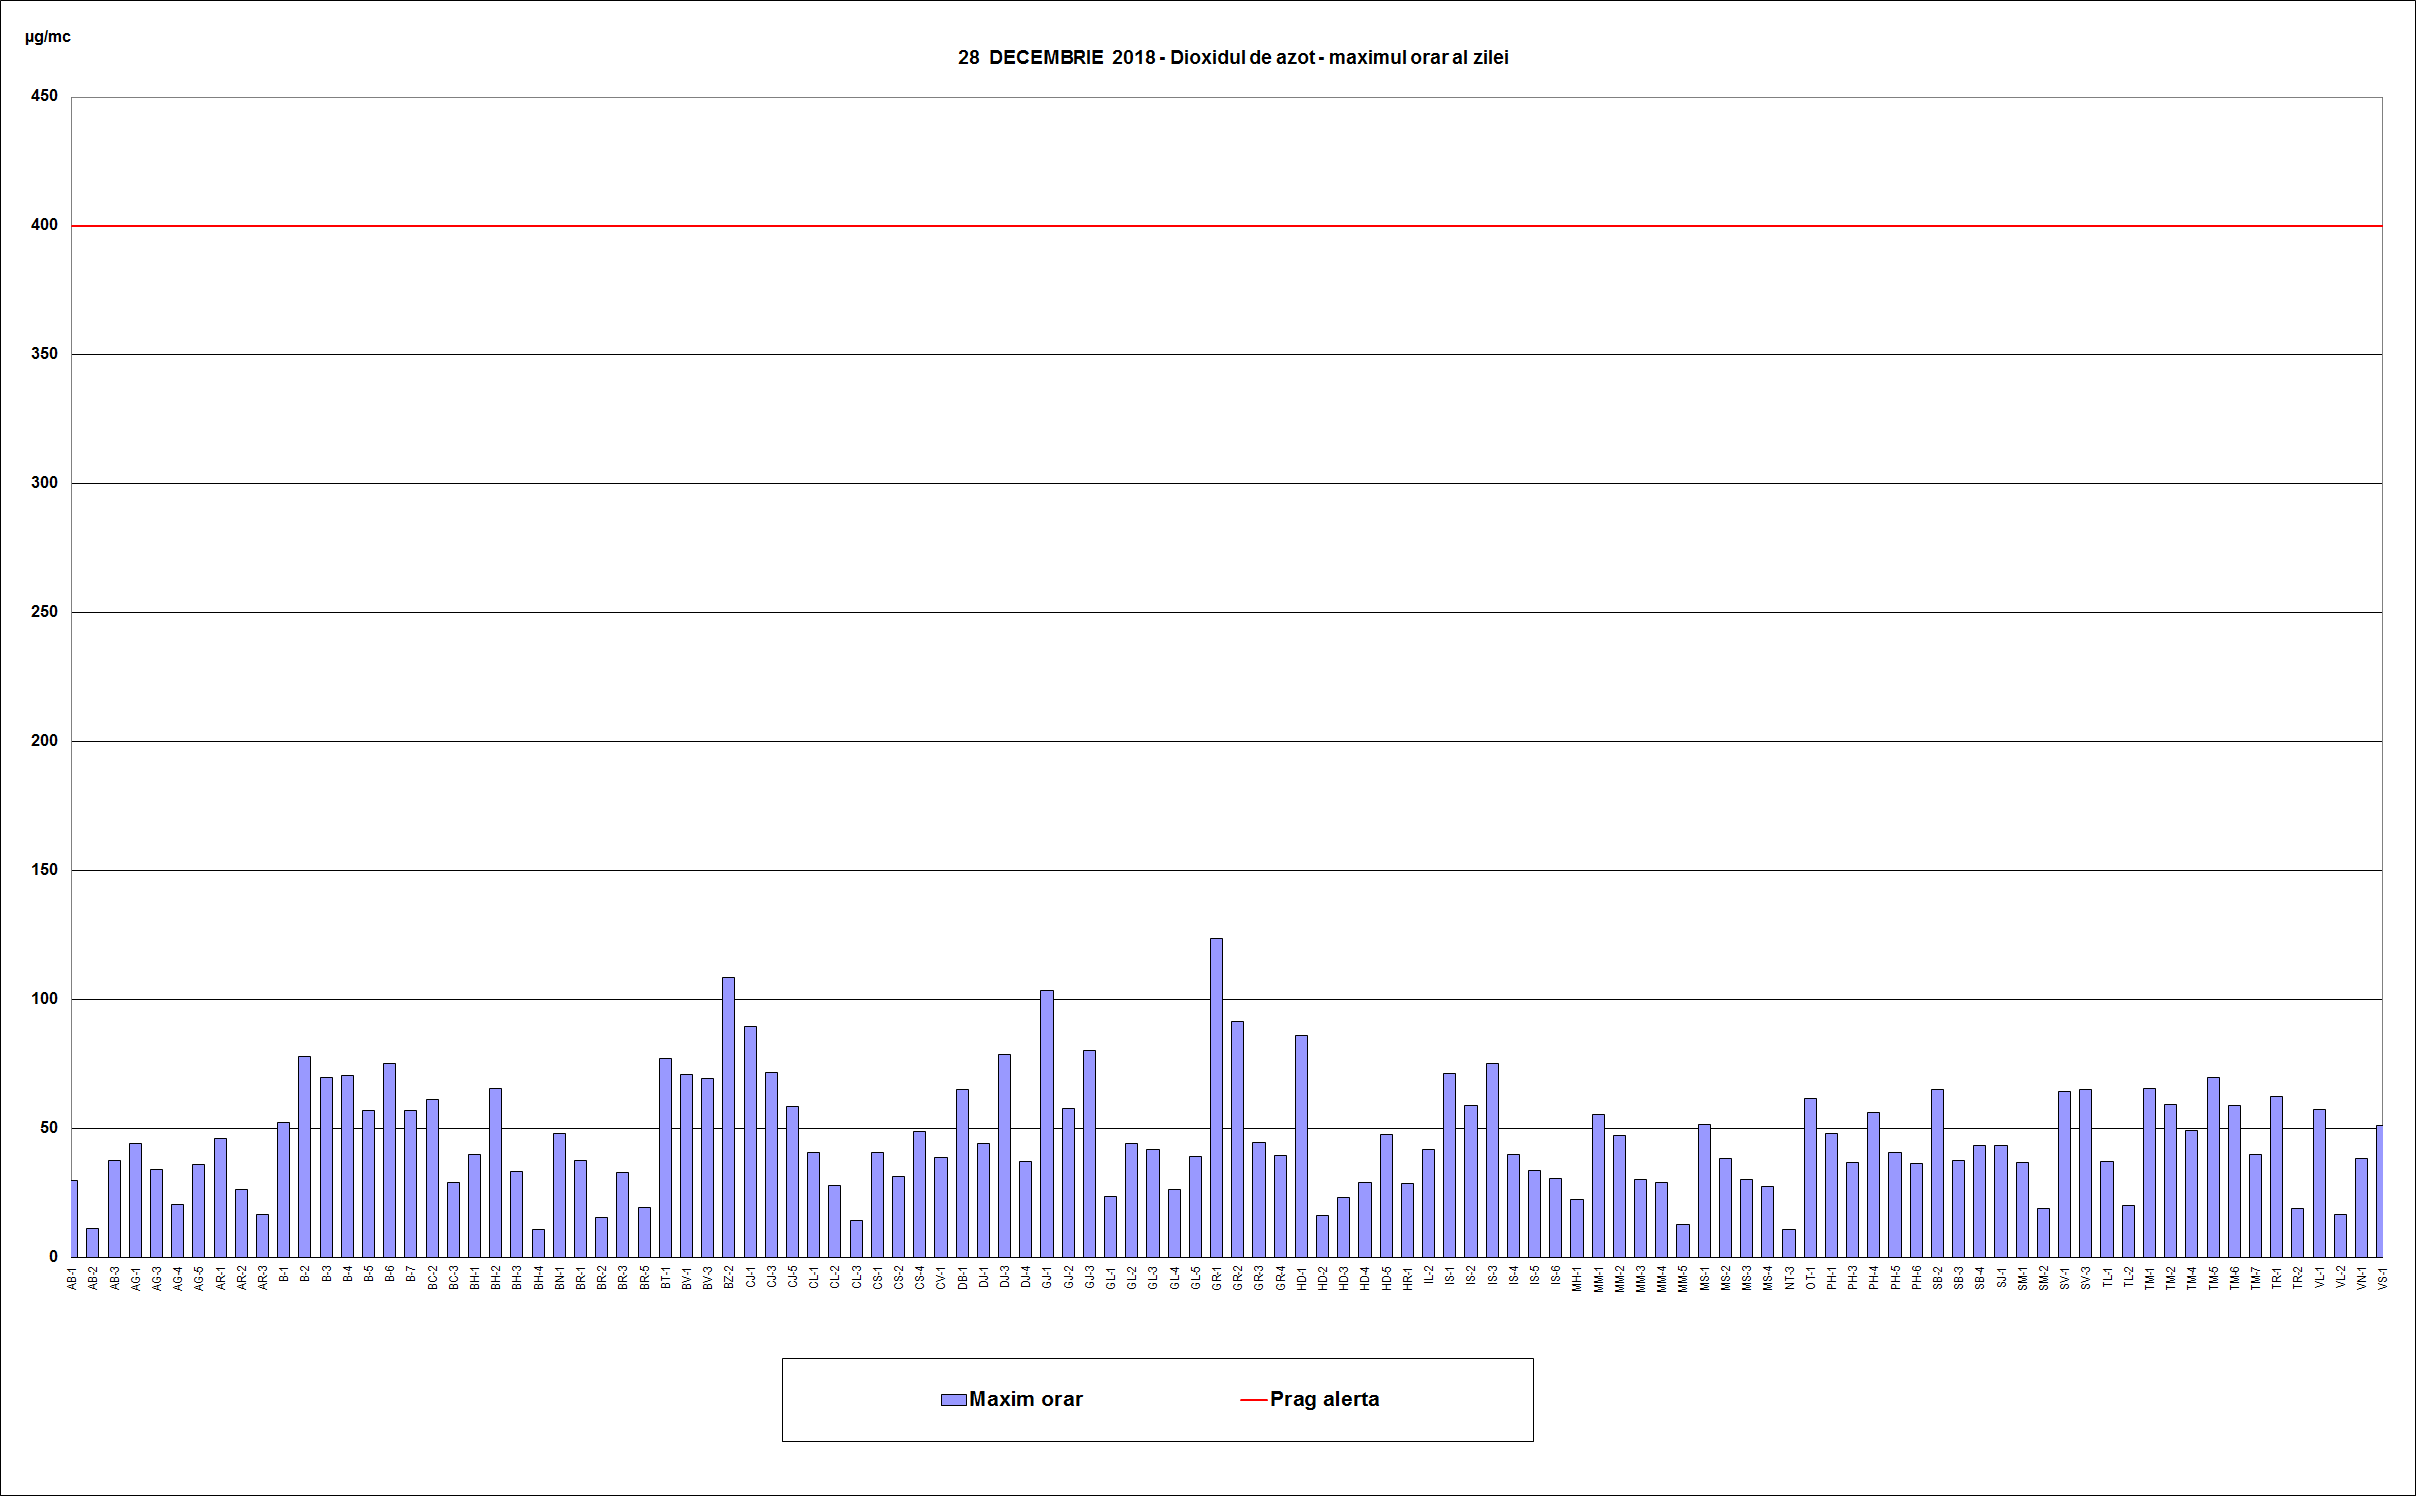 µg/mc
28 DECEMBRIE 2018 - Dioxidul de azot - maximul orar al zilei
450
400
350
300
250
200
150
100
50
0
AB-1 AB-2 AB-3 AG-1 AG-3 AG-4 AG-5 AR-1 AR-2 AR-3 B-1 B-2 B-3 B-4 B-5 B-6 B-7 BC-2 BC-3 BH-1 BH-2 BH-3 BH-4 BN-1 BR-1 BR-2 BR-3 BR-5 BT-1 BV-1 BV-3 BZ-2 CJ-1 CJ-3 CJ-5 CL-1 CL-2 CL-3 CS-1 CS-2 CS-4 CV-1 DB-1 DJ-1 DJ-3 DJ-4 GJ-1 GJ-2 GJ-3 GL-1 GL-2 GL-3 GL-4 GL-5 GR-1 GR-2 GR-3 GR-4 HD-1 HD-2 HD-3 HD-4 HD-5 HR-1 IL-2 IS-1 IS-2 IS-3 IS-4 IS-5 IS-6 MH-1 MM-1 MM-2 MM-3 MM-4 MM-5 MS-1 MS-2 MS-3 MS-4 NT-3 OT-1 PH-1 PH-3 PH-4 PH-5 PH-6 SB-2 SB-3 SB-4 SJ-1 SM-1 SM-2 SV-1 SV-3 TL-1 TL-2 TM-1 TM-2 TM-4 TM-5 TM-6 TM-7 TR-1 TR-2 VL-1 VL-2 VN-1 VS-1
Maxim orar Prag alerta